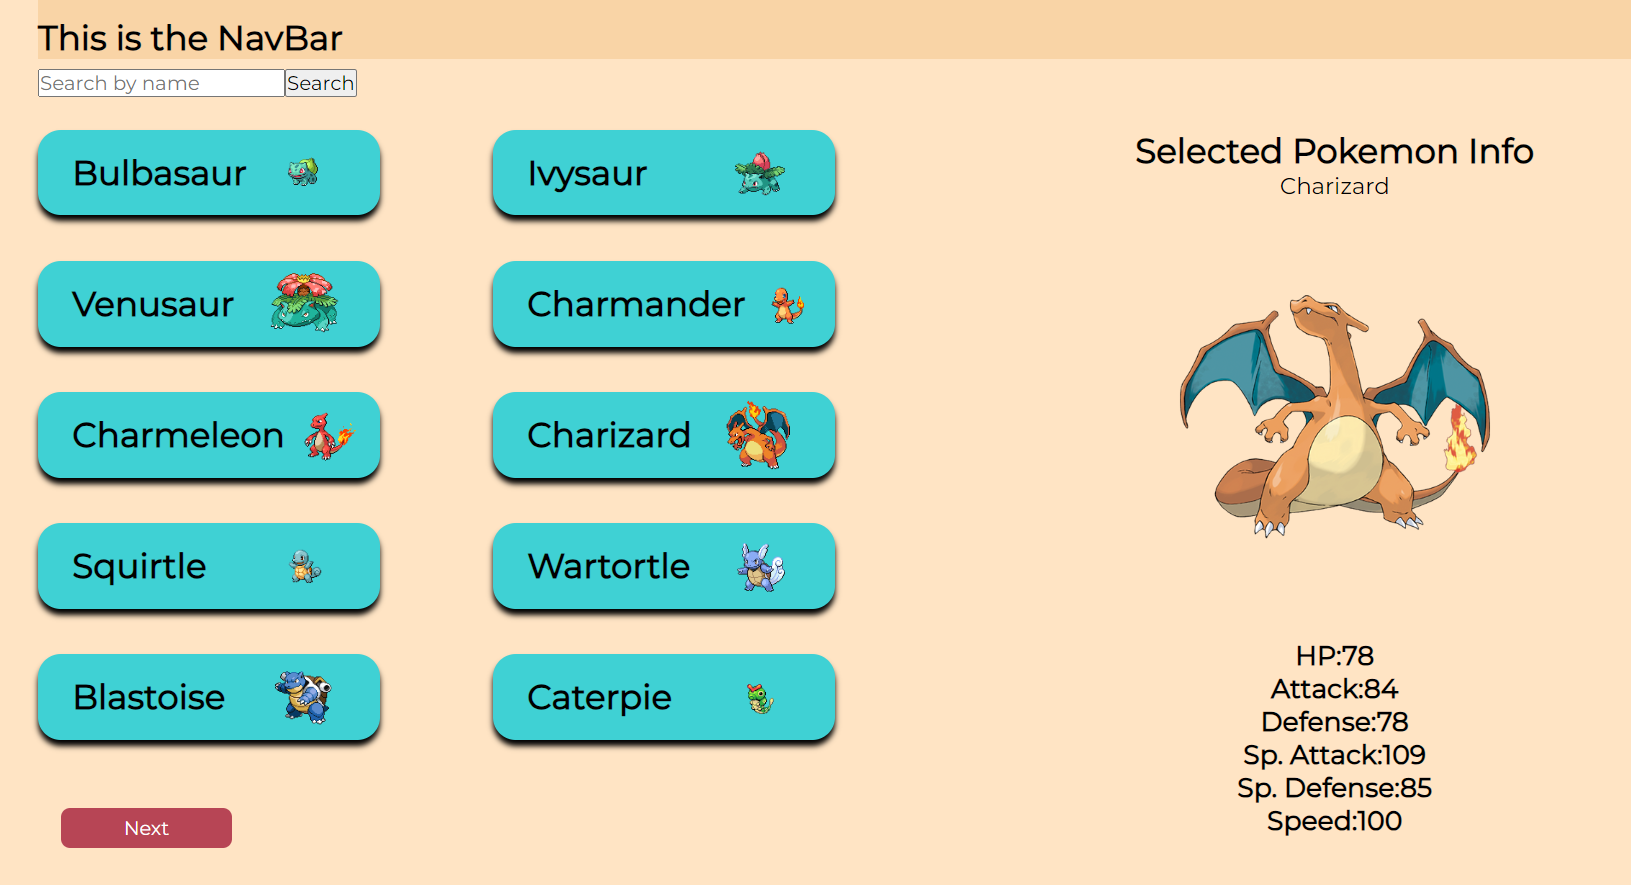 This is the NavBar
Search by name Search
Bulbasaur
Ivysaur
Venusaur
Charmander
Charmeleon
Charizard
Squirtle
Wartortle
Blastoise
Caterpie
Next
Selected Pokemon Info
Charizard
HP:78
Attack:84
Defense:78
Sp. Attack:109
Sp. Defense:85
Speed:100